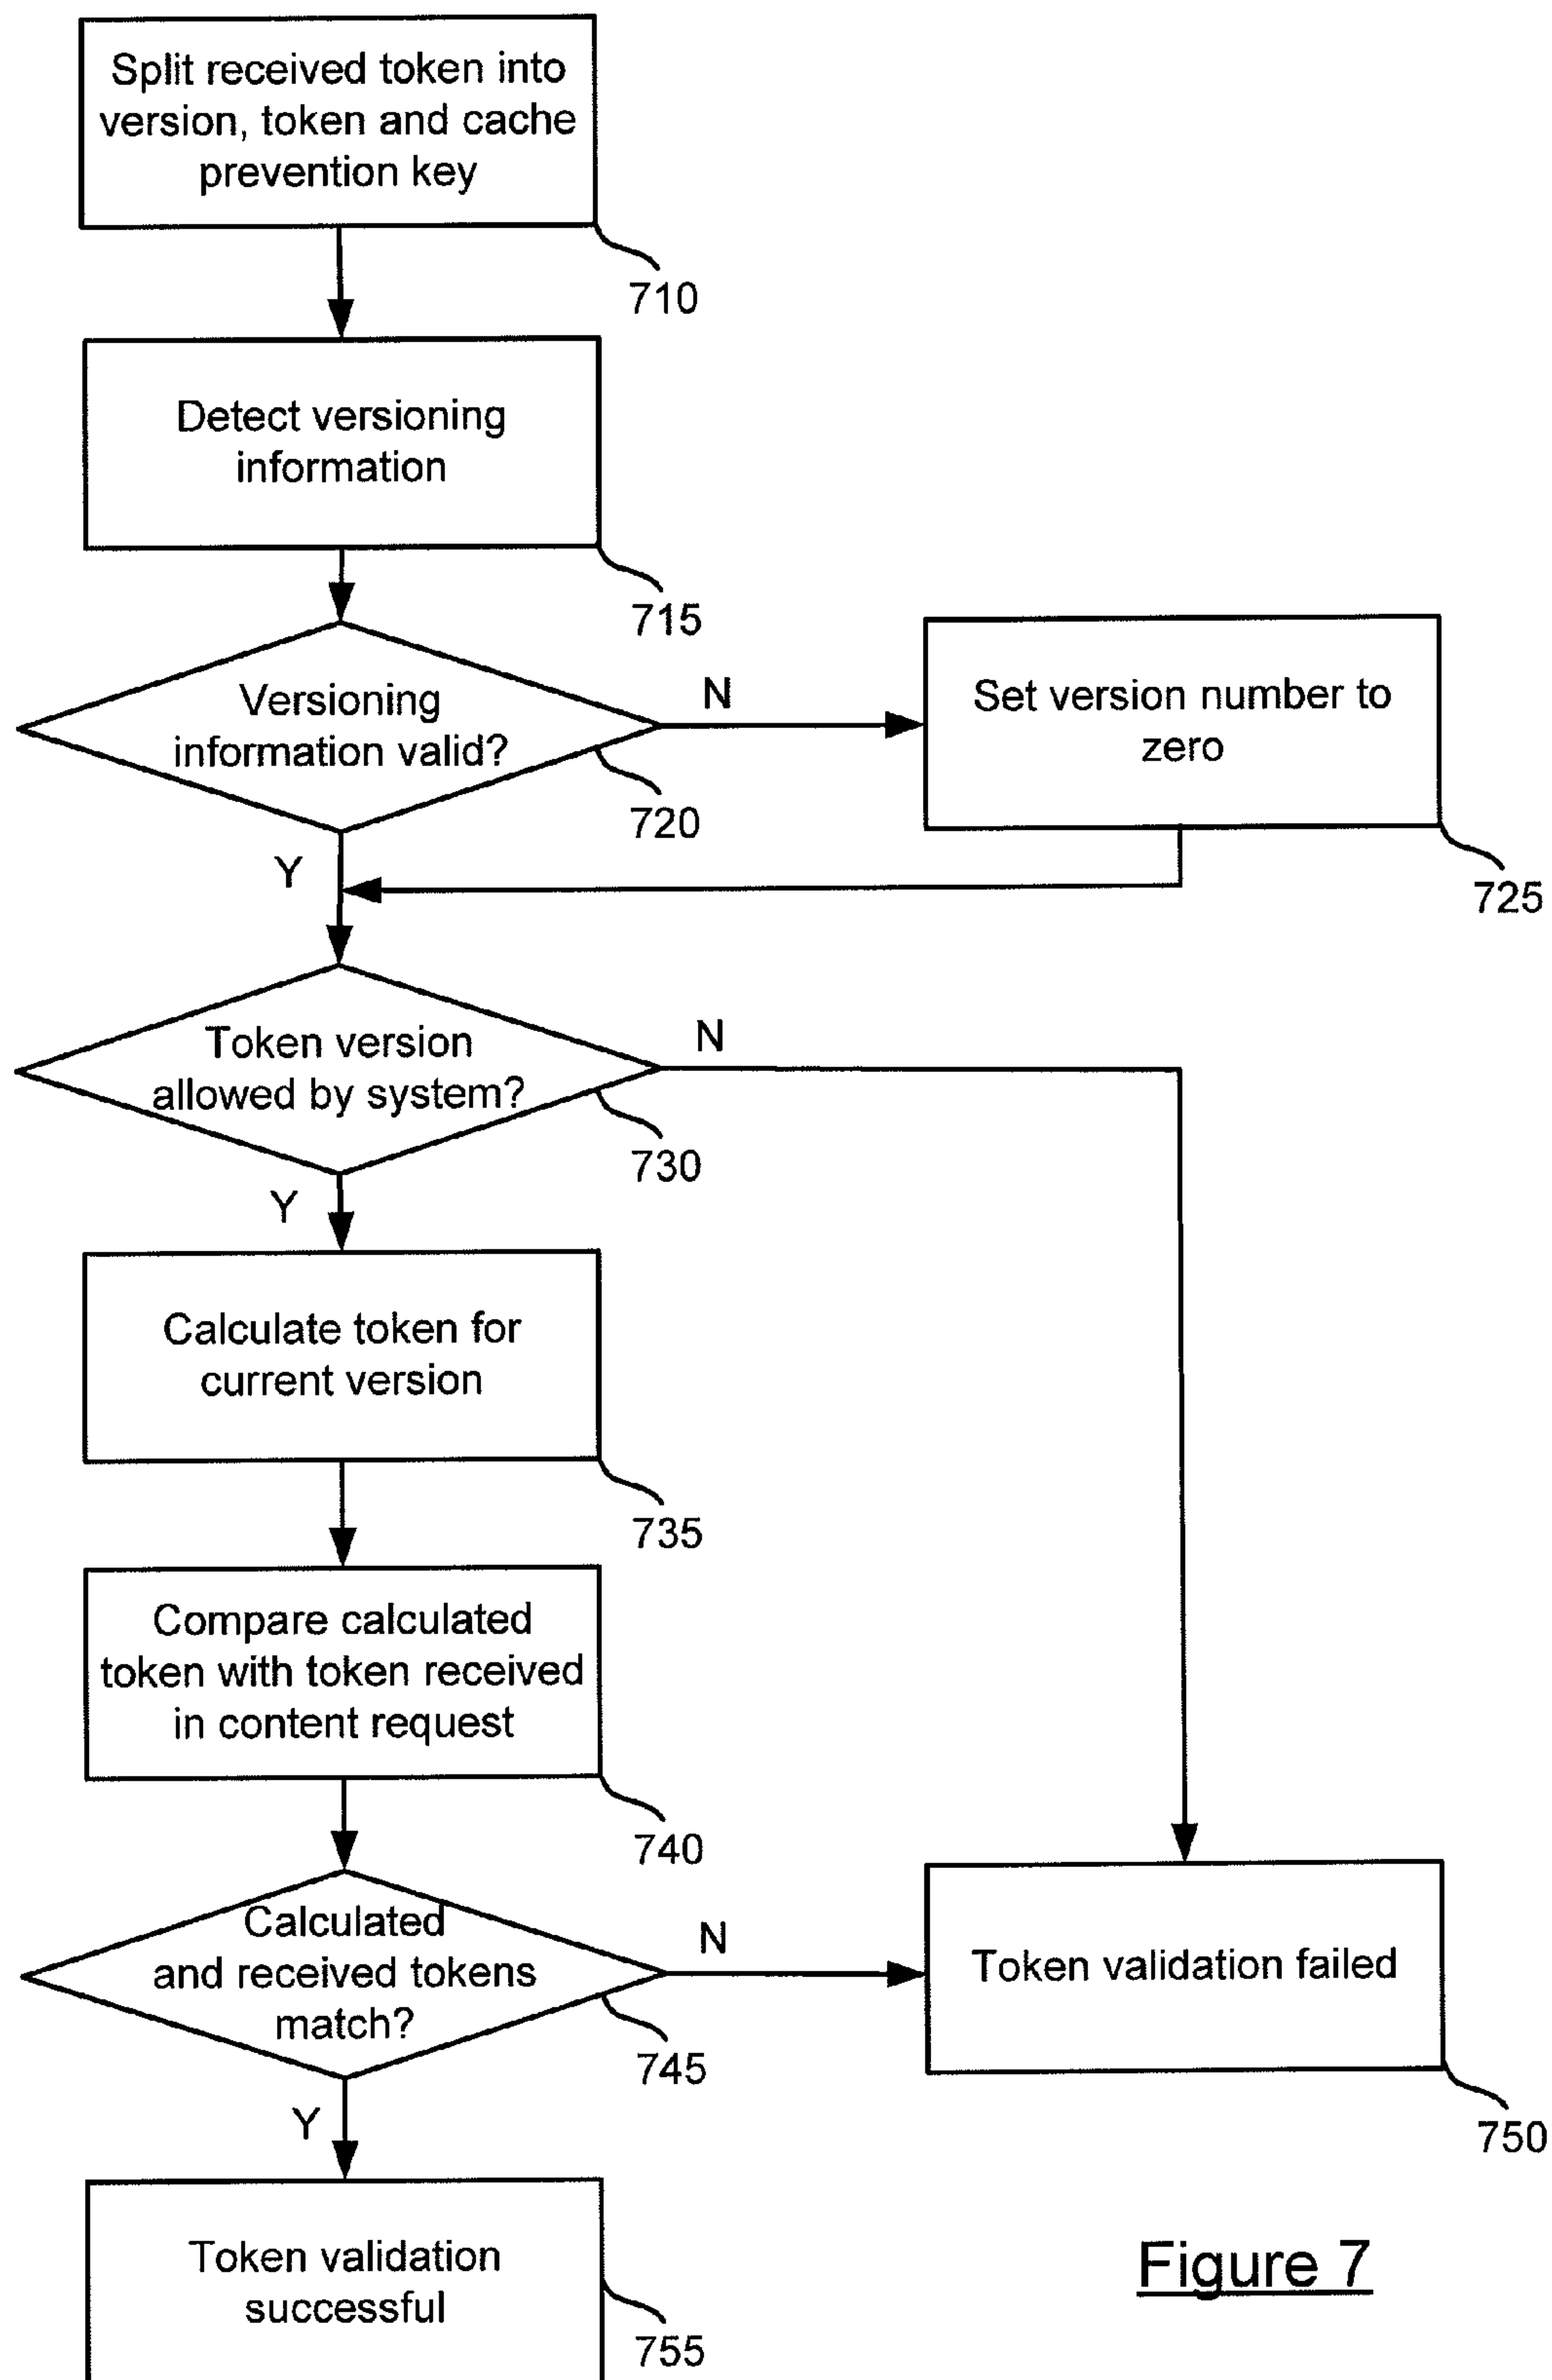 Split received token into
version, token and cache
prevention key
710
Detect versioning
information
715
Versioning
information valid?
720
N
Set version number to
zero
725
Y
Token version
allowed by system?
730
N
Y
Calculate token for
current version
735
Compare calculated
token with token received
in content request
740
Calculated
and received tokens
match?
745
N
Token validation failed
750
Y
Token validation
successful
755
Figure 7